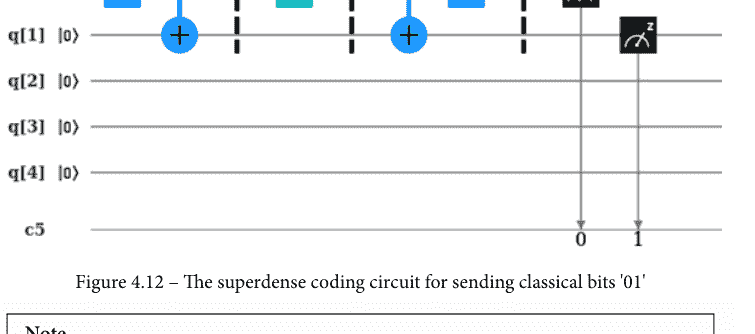 q[1] |0⟩
z
q[2] |0⟩
q[3] |0⟩
q[4] |0⟩
c5
0 1
Figure 4.12 – The superdense coding circuit for sending classical bits '01'
Note